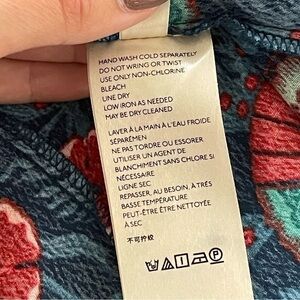 HAND WASH COLD SEPARATELY
DO NOT WRING OR TWIST
USE ONLY NON-CHLORINE
BLEACH
LINE DRY
LOW IRON AS NEEDED
MAY BE DRY CLEANED
LAVER À LA MAIN À L'EAU FROIDE
SÉPARÉMEN
NE PAS TORDRE OU ESSORER
UTILISER UN AGENT DE
BLANCHIMENT SANS CHLORE SI
NÉCESSAIRE
LIGNE SEC
REPASSER, AU BESOIN, À TRÈS
BASSE TEMPÉRATURE
PEUT-ÊTRE ÊTRE NETTOYÉE
À SEC
不可拧绞